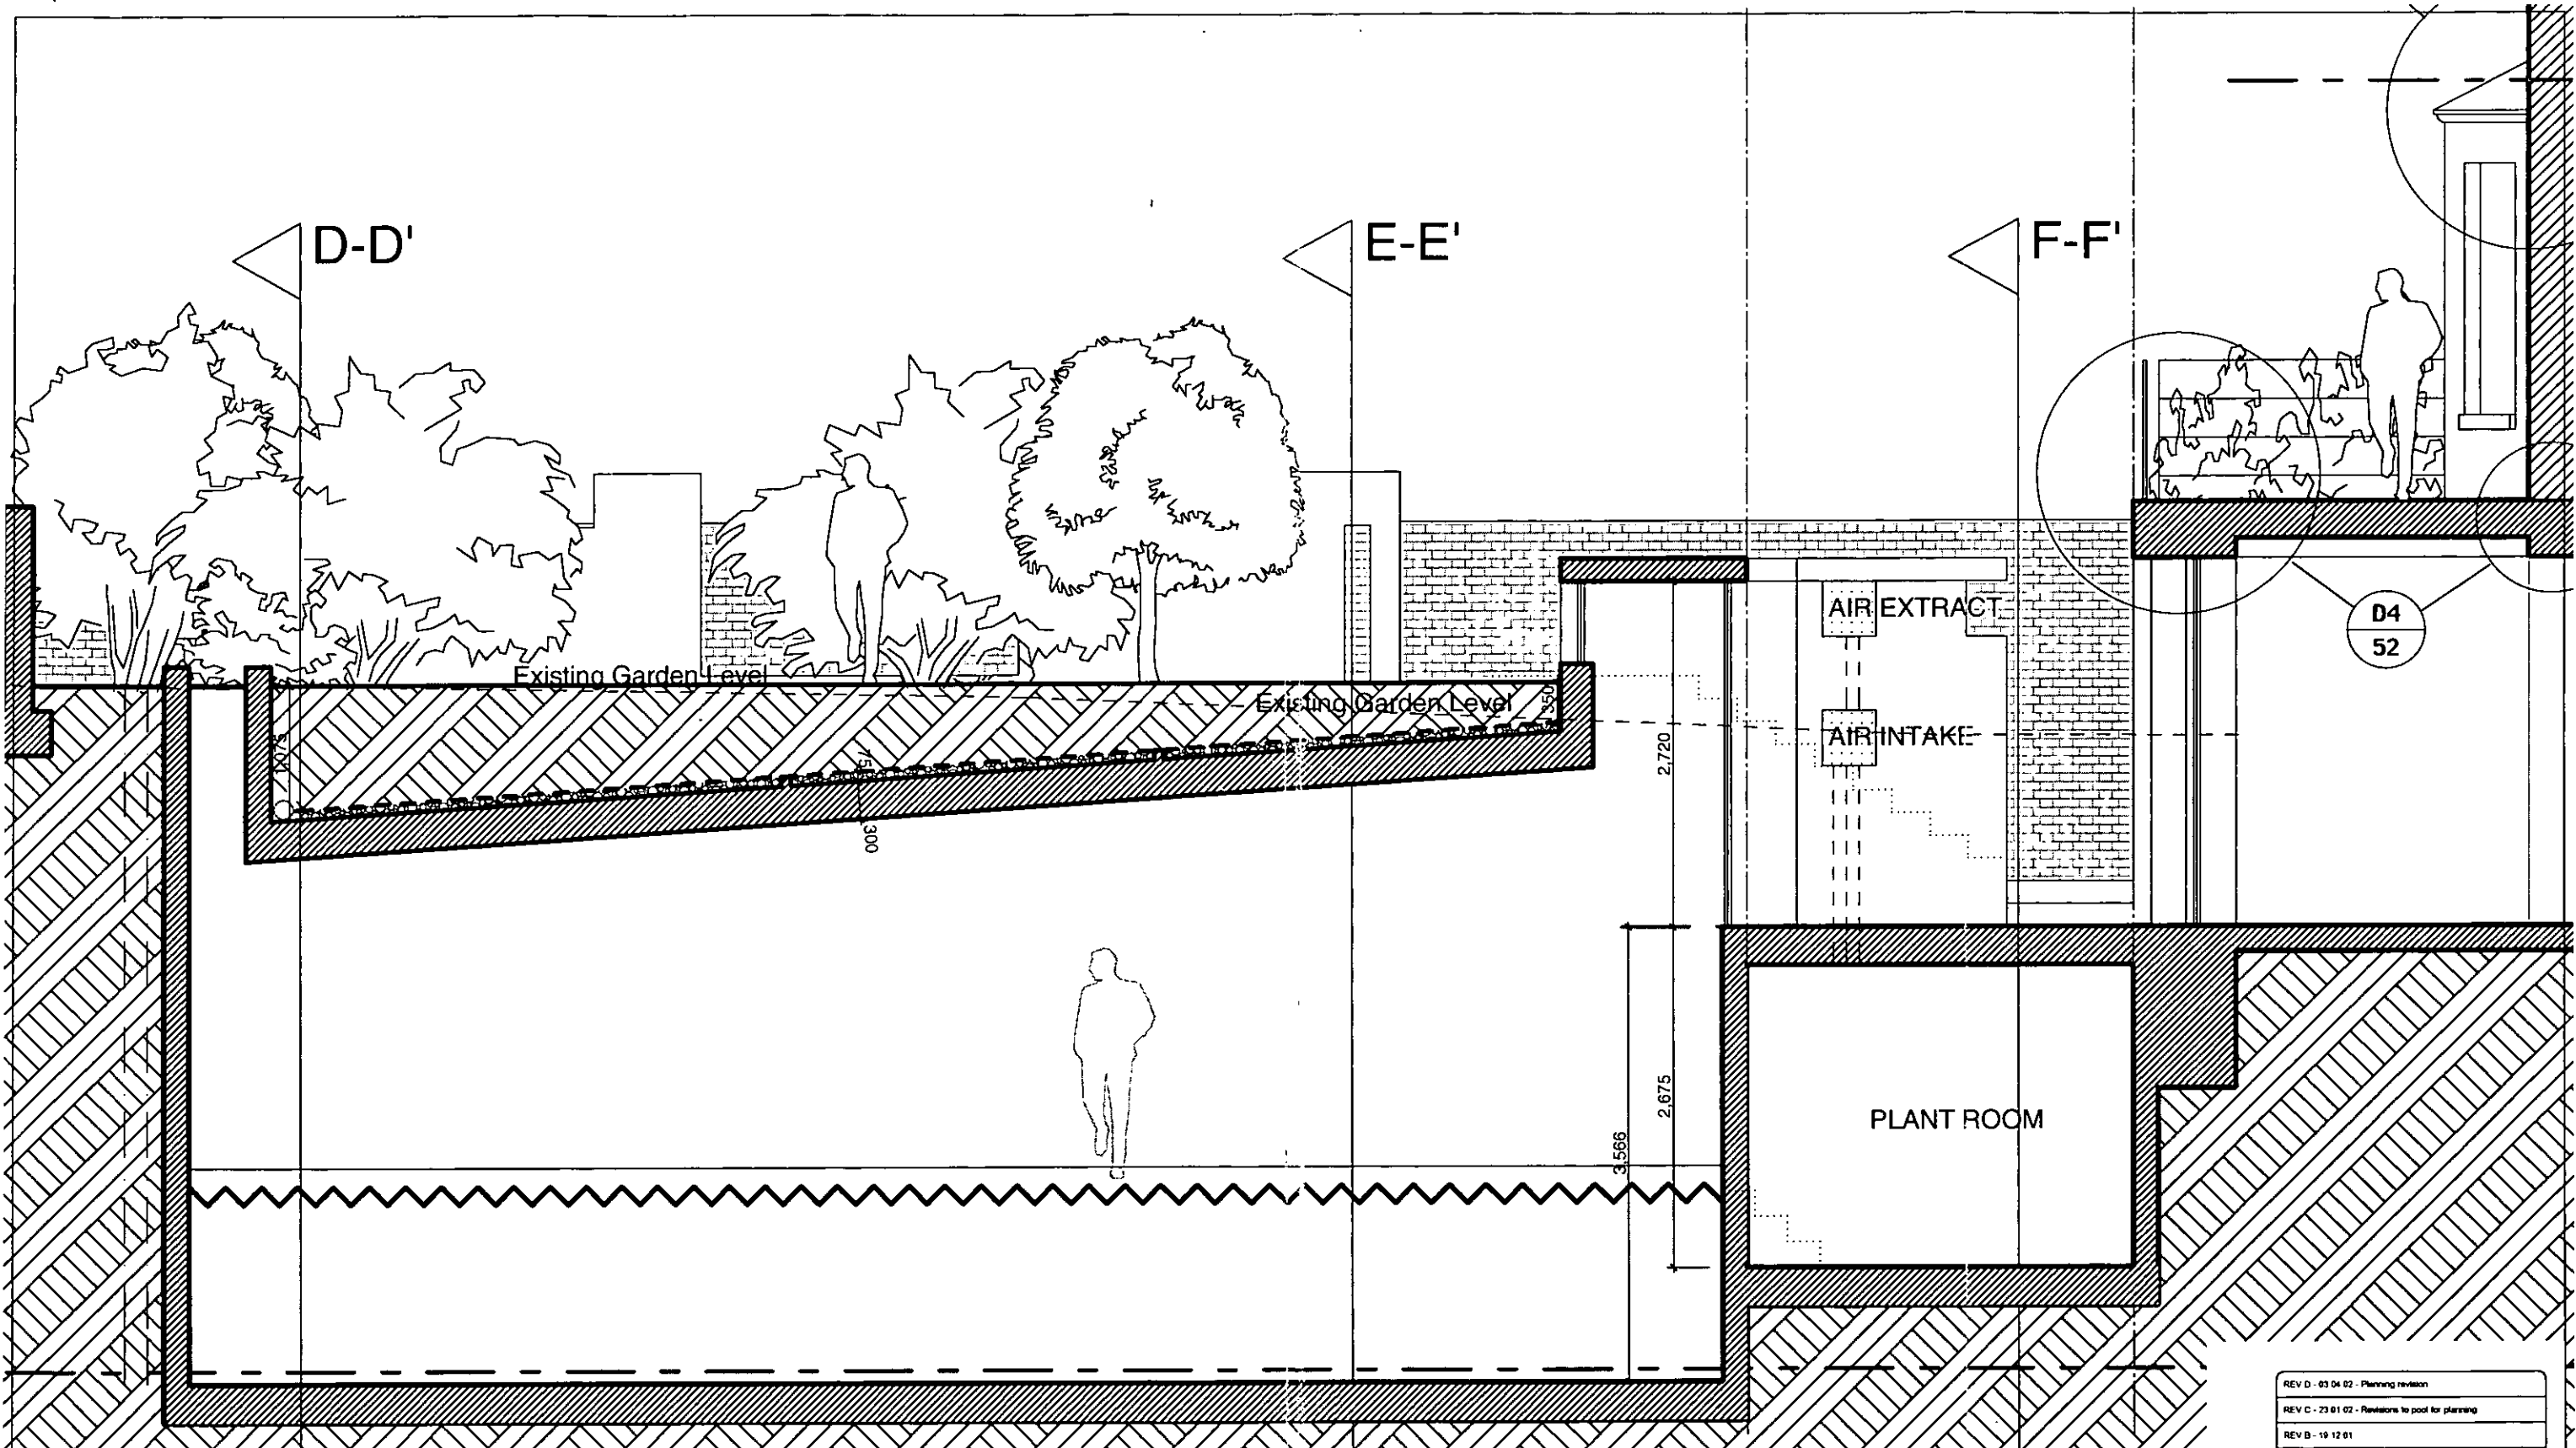 D-D'
E-E'
F-F'
AIR EXTRACT
D4
52
Existing Garden Level
Existing Garden Level
350
AIR INTAKE
1,075
2,720
300
2,675
PLANT ROOM
3,566
REV D - 03 04 02 - Planning revision
REV C - 23 01 02 - Revisions to pool for planning
REV B - 19 12 01